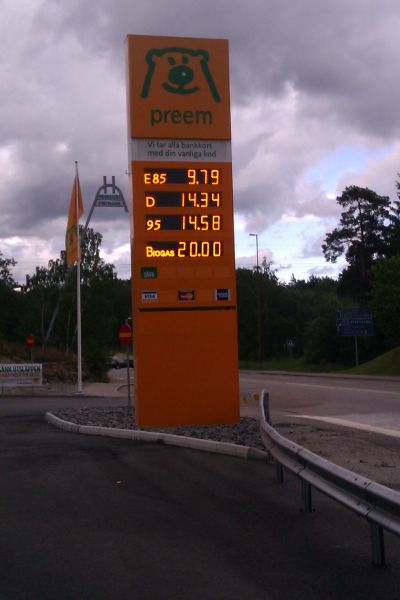 preem
Vi tar alla bankkort
med din vanliga kod
E85 9.79
D 14.34
95 14.58
BIOGAS 20.00
VISA